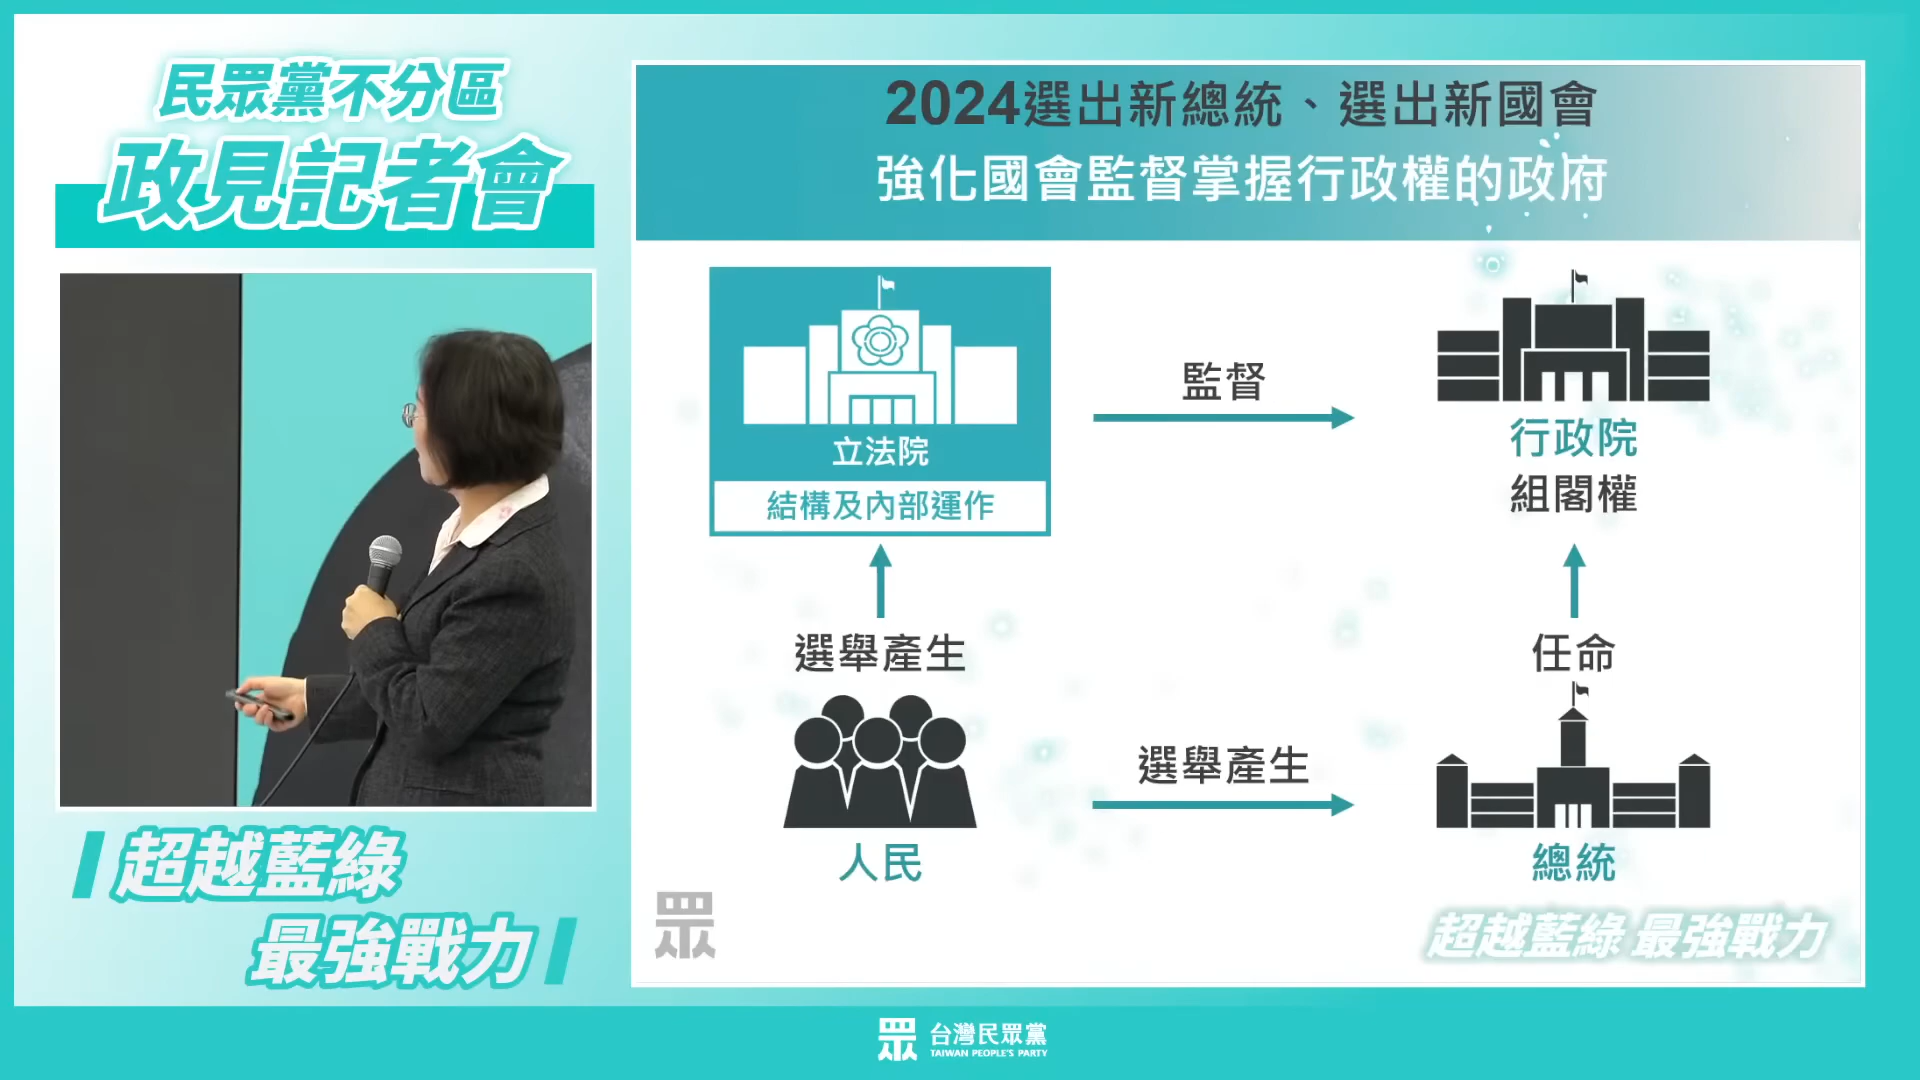 民眾黨不分區
政見記者會
超越藍綠
最強戰力
2024選出新總統、選出新國會
強化國會監督掌握行政權的政府
立法院
結構及內部運作
監督
行政院
組閣權
選舉產生
任命
人民
選舉產生
總統
眾
超越藍綠 最強戰力
眾 台灣民眾黨
TAIWAN PEOPLE'S PARTY